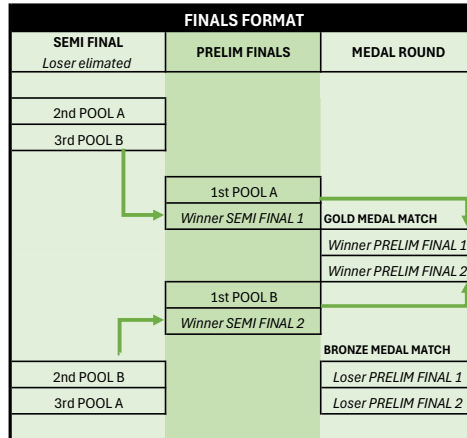 FINALS FORMAT
SEMI FINAL
Loser elimated
PRELIM FINALS
MEDAL ROUND
2nd POOL A
3rd POOL B
1st POOL A
Winner SEMI FINAL 1
GOLD MEDAL MATCH
Winner PRELIM FINAL 1
Winner PRELIM FINAL 2
1st POOL B
Winner SEMI FINAL 2
BRONZE MEDAL MATCH
2nd POOL B
Loser PRELIM FINAL 1
3rd POOL A
Loser PRELIM FINAL 2